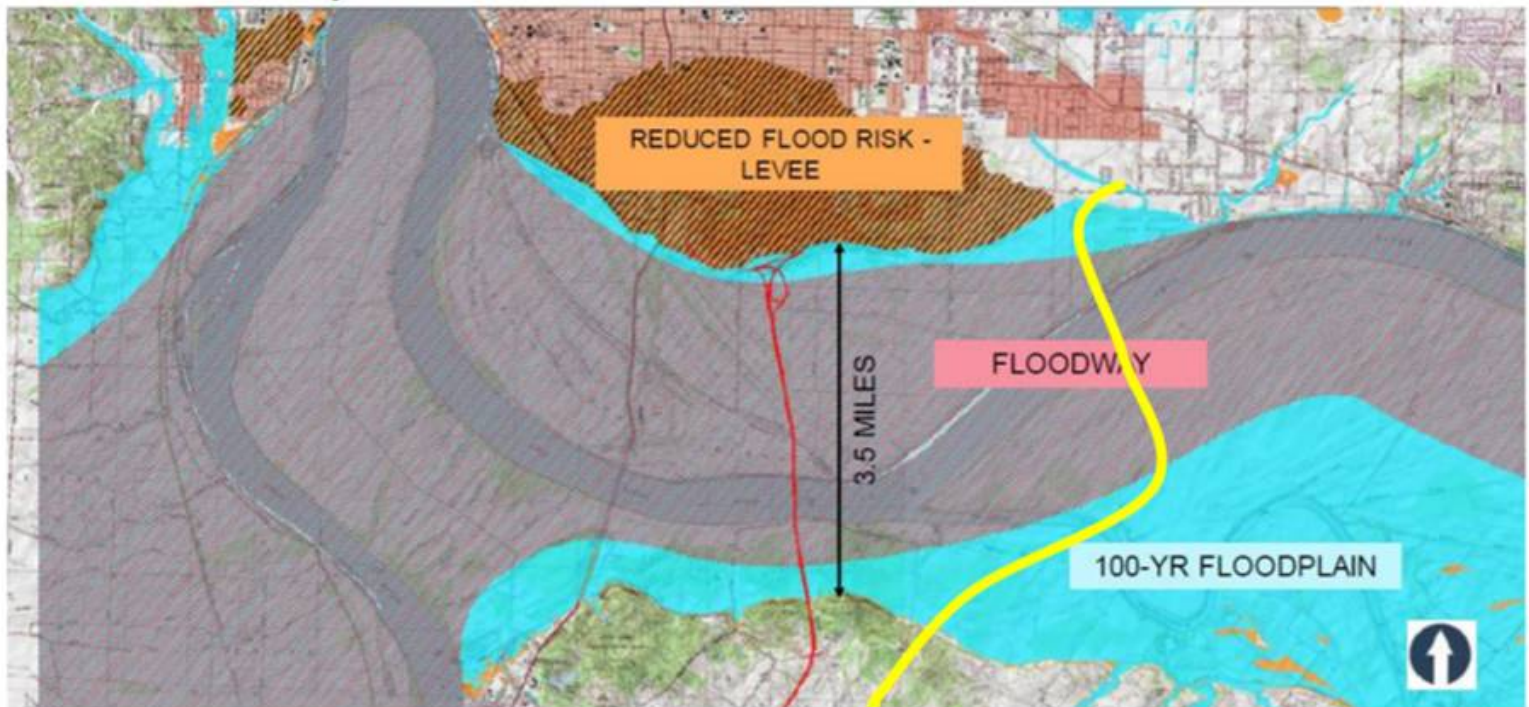 REDUCED FLOOD RISK -
LEVEE
FLOODWAY
3.5 MILES
100-YR FLOODPLAIN